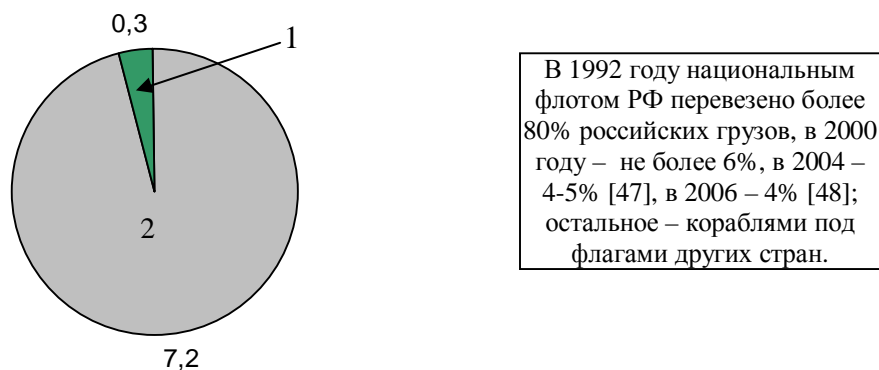 0,3
1
2
7,2
В 1992 году национальным
флотом РФ перевезено более
80% российских грузов, в 2000
году – не более 6%, в 2004 –
4-5% [47], в 2006 – 4% [48];
остальное – кораблями под
флагами других стран.